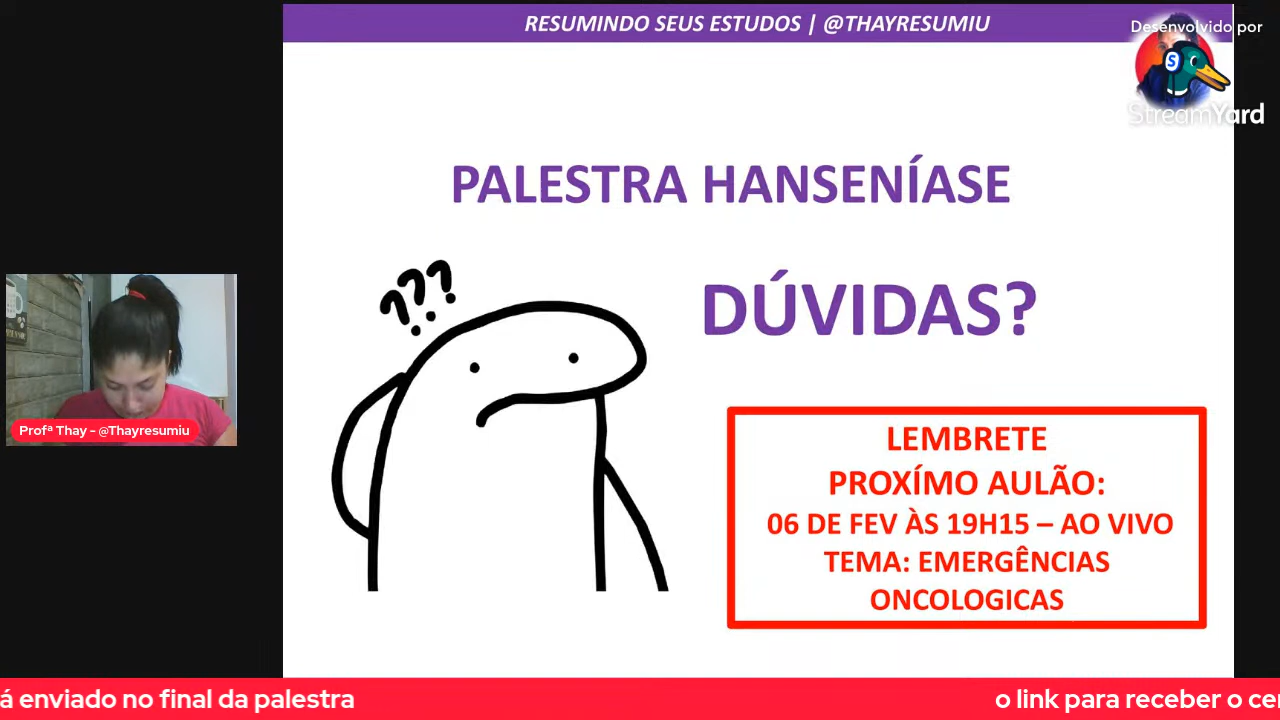 RESUMINDO SEUS ESTUDOS | @THAYRESUMIU
Desenvolvido por
S
StreamYard
PALESTRA HANSENÍASE
???
DÚVIDAS?
Profª Thay - @Thayresumiu
LEMBRETE
PROXÍMO AULÃO:
06 DE FEV ÀS 19H15 – AO VIVO
TEMA: EMERGÊNCIAS
ONCOLOGICAS
á enviado no final da palestra
o link para receber o cer